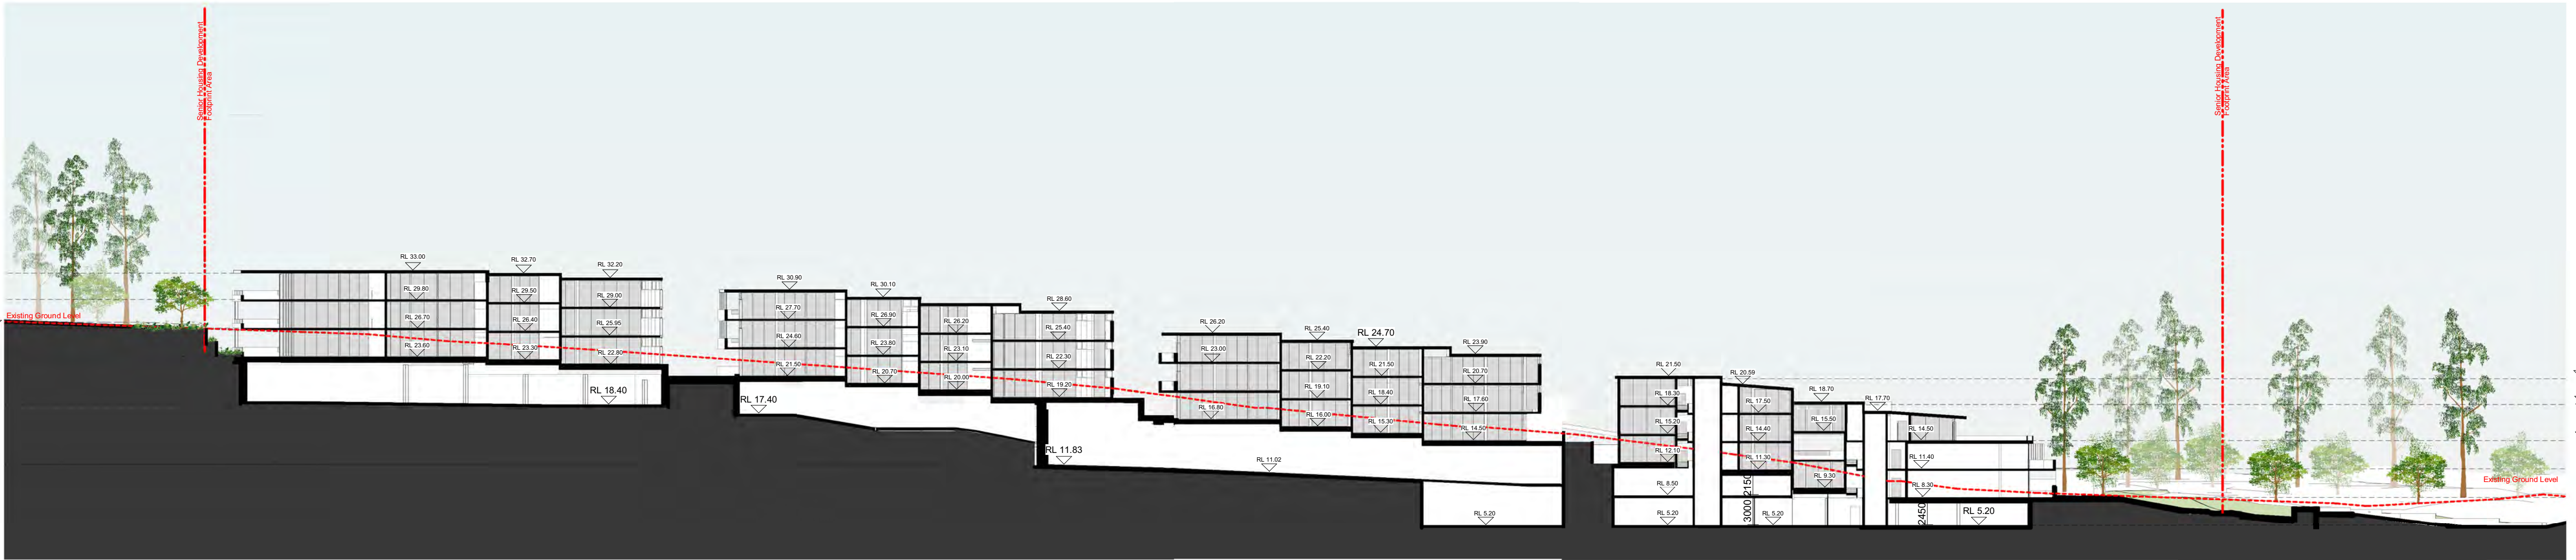 Senior Housing Development
Footprint Area
Senior Housing Development
Footprint Area
Existing Ground Level
RL 33.00
RL 29.80
RL 26.70
RL 23.60
RL 32.70
RL 29.50
RL 26.40
RL 23.30
RL 32.20
RL 29.00
RL 25.95
RL 22.80
RL 18.40
RL 30.90
RL 27.70
RL 24.60
RL 21.50
RL 17.40
RL 30.10
RL 26.90
RL 23.80
RL 20.70
RL 26.20
RL 23.10
RL 20.00
RL 28.60
RL 25.40
RL 22.30
RL 19.20
RL 11.83
RL 26.20
RL 23.00
RL 16.80
RL 11.02
RL 25.40
RL 22.20
RL 19.10
RL 16.00
RL 24.70
RL 21.50
RL 18.40
RL 15.30
RL 23.90
RL 20.70
RL 17.60
RL 14.50
RL 5.20
RL 21.50
RL 18.30
RL 15.20
RL 12.10
RL 8.50
RL 5.20
RL 20.59
RL 17.50
RL 14.40
RL 11.30
2150
3000
RL 5.20
RL 18.70
RL 15.50
RL 9.30
RL 17.70
RL 14.50
RL 11.40
RL 8.30
2450
RL 5.20
Existing Ground Level